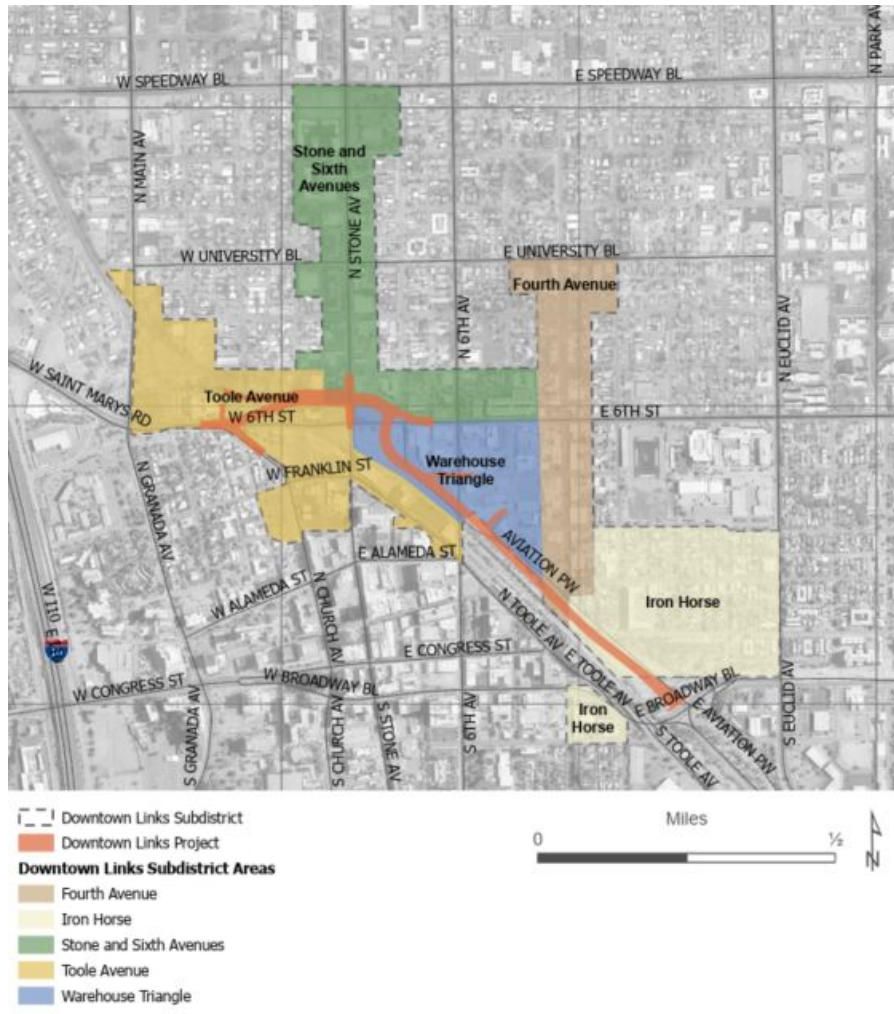 N PARK AV
W SPEEDWAY BL
E SPEEDWAY BL
N MAIN AV
Stone and
Sixth
Avenues
N STONE AV
W UNIVERSITY BL
E UNIVERSITY BL
Fourth Avenue
N 6TH AV
N EUCLID AV
W SAINT MARYS RD
Toole Avenue
W 6TH ST
E 6TH ST
Warehouse
Triangle
W FRANKLIN ST
N GRANADA AV
AVIATION PW
E ALAMEDA ST
W ALAMEDA ST
N CHURCH AV
N TOOLE AV
Iron Horse
W I10 E
E CONGRESS ST
E TOOLE AV
W CONGRESS ST
W BROADWAY BL
E BROADWAY BL
Iron
Horse
S GRANADA AV
S CHURCH AV
S STONE AV
S 6TH AV
S TOOLE AV
E AVIATION PW
S EUCLID AV
Downtown Links Subdistrict
Downtown Links Project
Downtown Links Subdistrict Areas
Fourth Avenue
Iron Horse
Stone and Sixth Avenues
Toole Avenue
Warehouse Triangle
Miles
0 ½
N